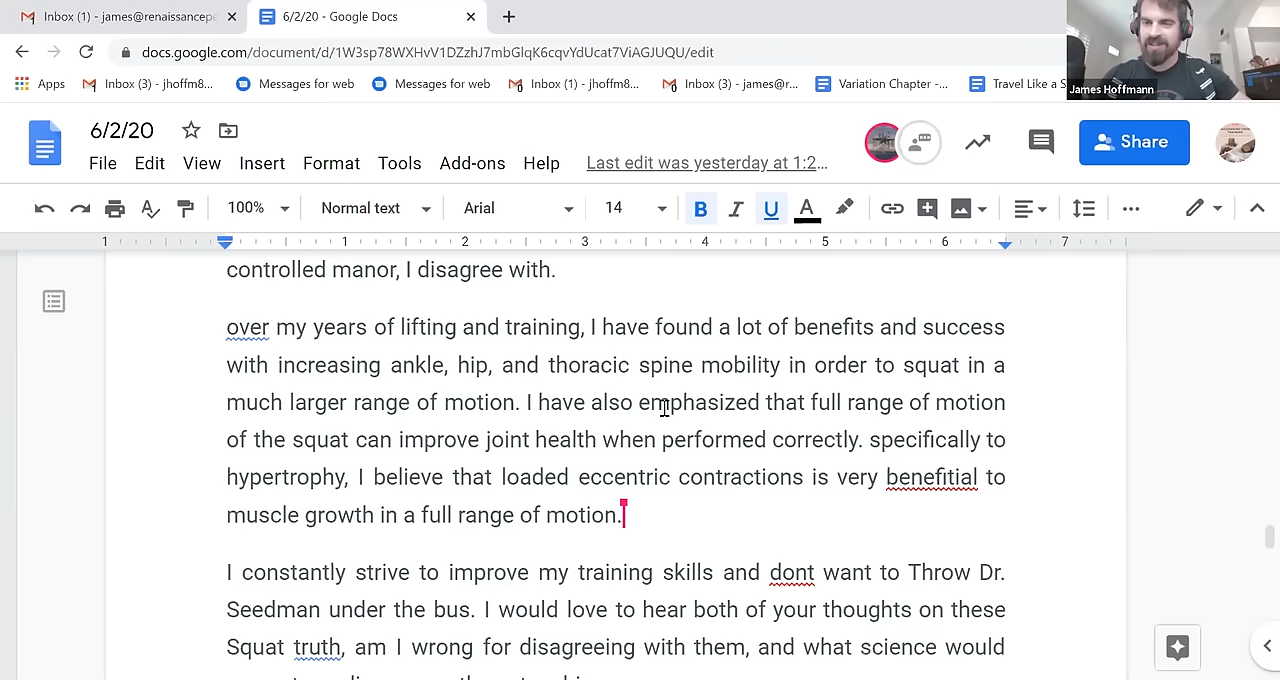 Inbox (1) - james@renaissancepe
6/2/20 - Google Docs
docs.google.com/document/d/1W3sp78WXHvV1DZzhJ7mbGlqK6cqvYdUcat7ViAGJUQU/edit
Apps
Inbox (3) - jhoffm8...
Messages for web
Messages for web
Inbox (1) - jhoffm8...
Inbox (3) - james@r...
Variation Chapter -...
Travel Like a S
James Hoffmann
6/2/20
File Edit View Insert Format Tools Add-ons Help
Last edit was yesterday at 1:2...
Share
100% Normal text Arial 14 B I U A
1 1 2 3 4 5 6 7
controlled manor, I disagree with.
over my years of lifting and training, I have found a lot of benefits and success
with increasing ankle, hip, and thoracic spine mobility in order to squat in a
much larger range of motion. I have also emphasized that full range of motion
of the squat can improve joint health when performed correctly. specifically to
hypertrophy, I believe that loaded eccentric contractions is very benefitial to
muscle growth in a full range of motion.
I constantly strive to improve my training skills and dont want to Throw Dr.
Seedman under the bus. I would love to hear both of your thoughts on these
Squat truth, am I wrong for disagreeing with them, and what science would